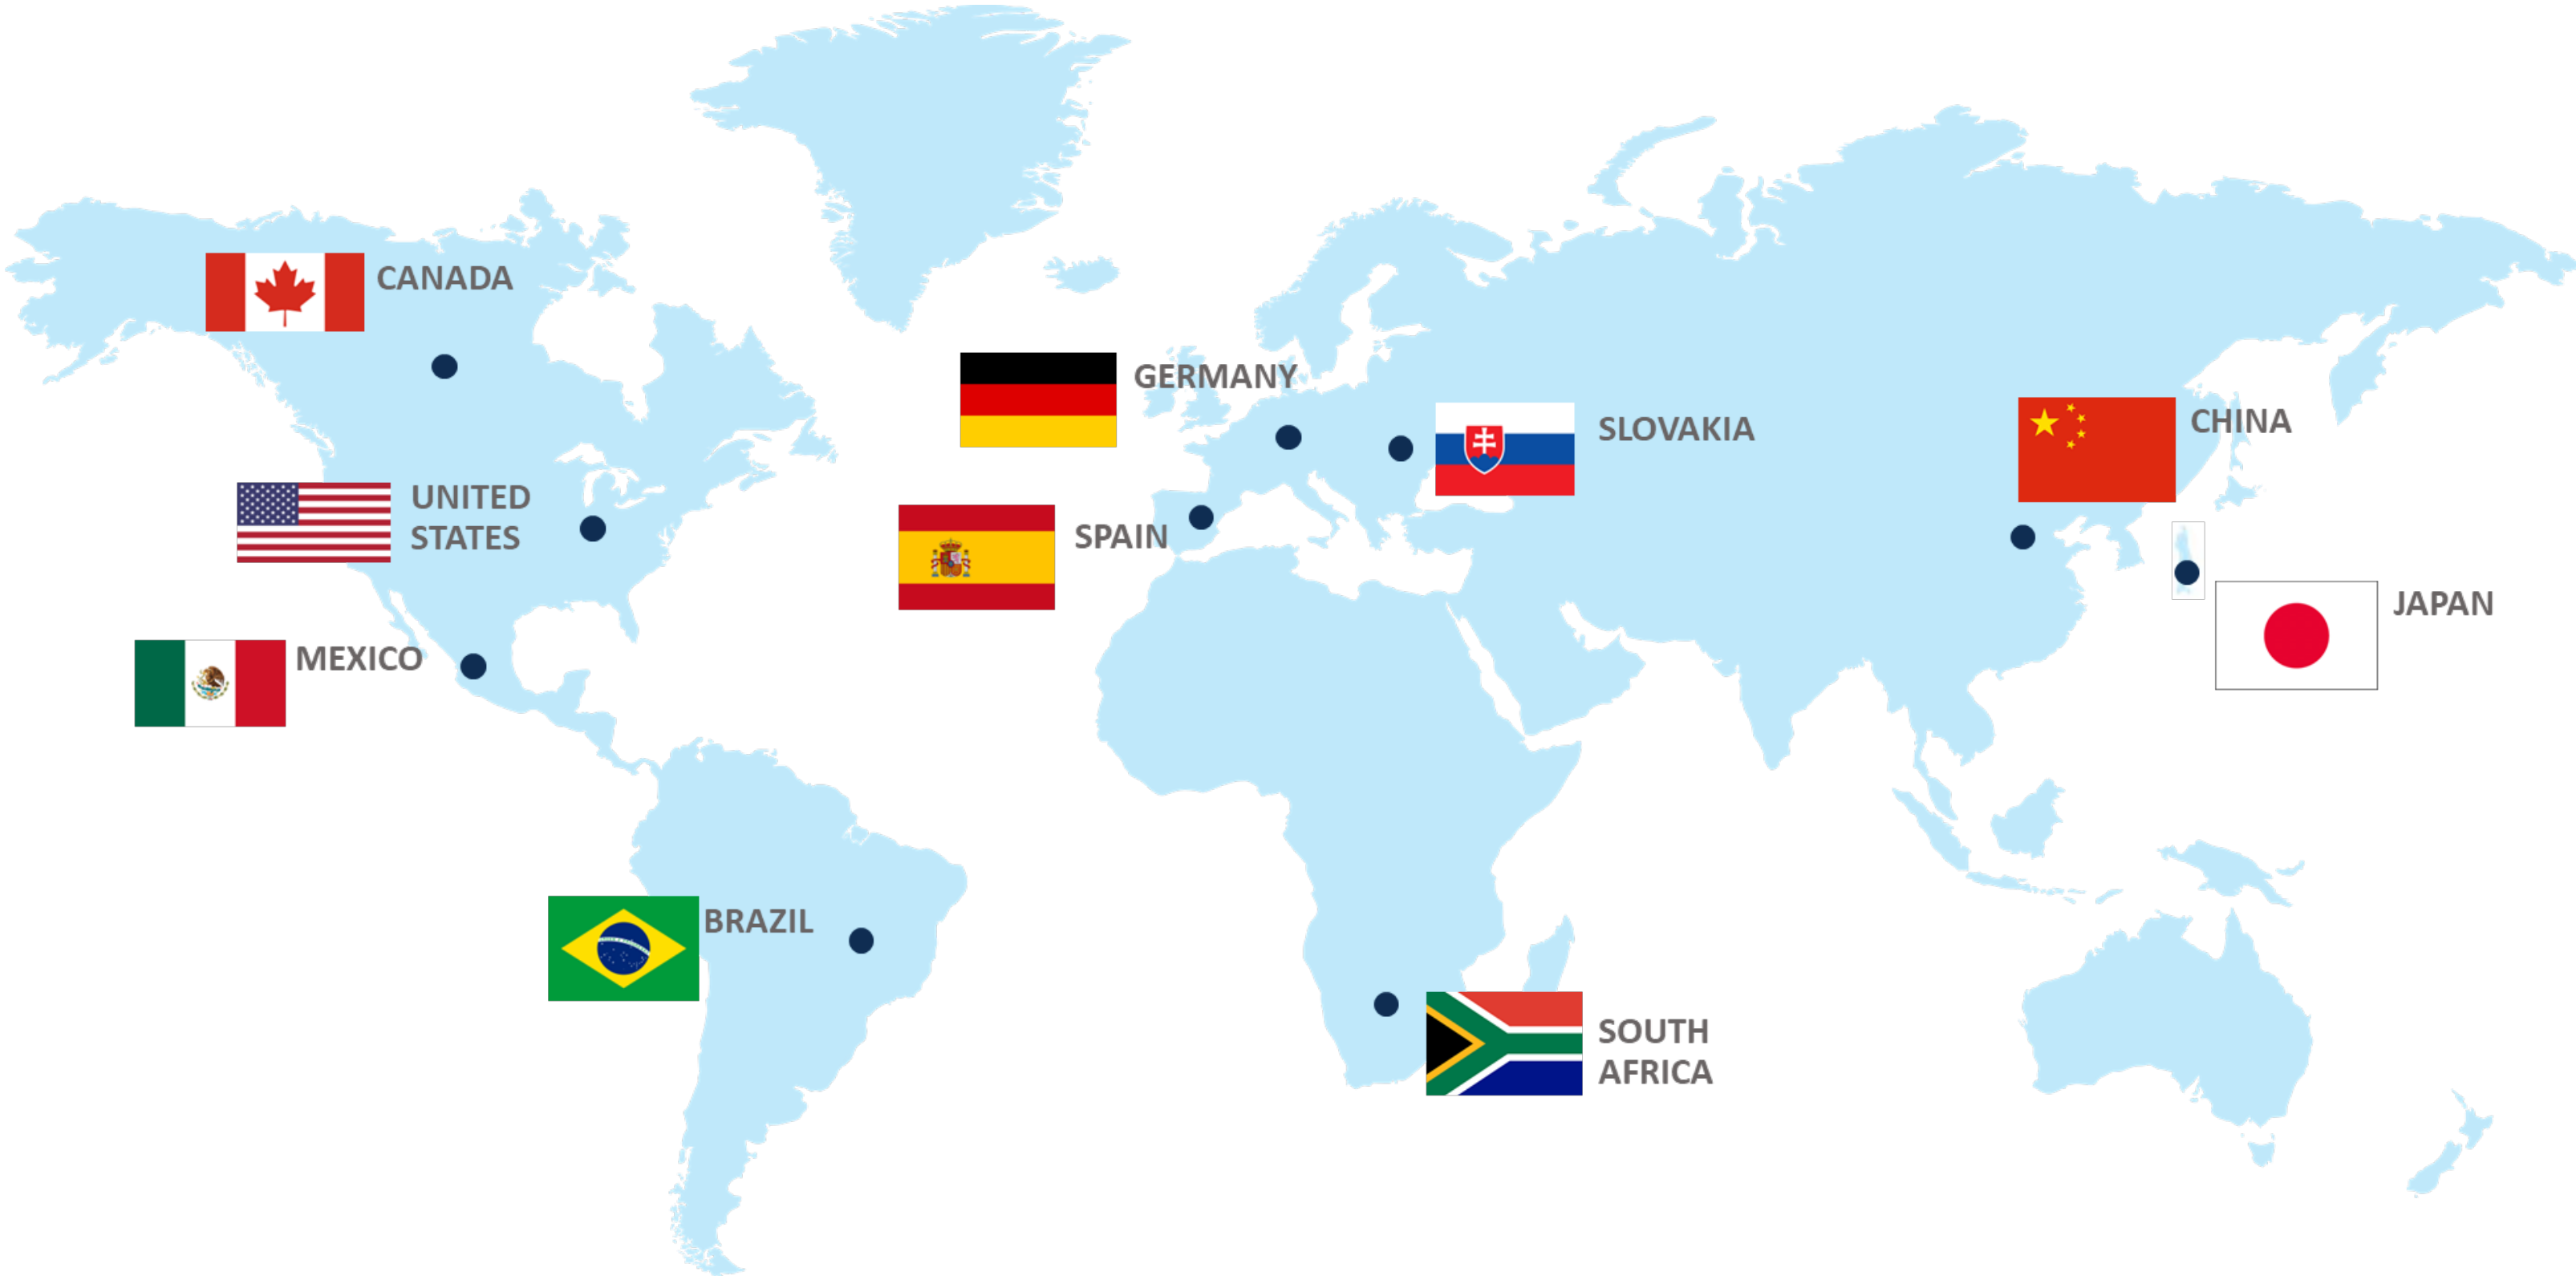 CANADA
GERMANY
CHINA
SLOVAKIA
UNITED
STATES
SPAIN
JAPAN
MEXICO
BRAZIL
SOUTH
AFRICA